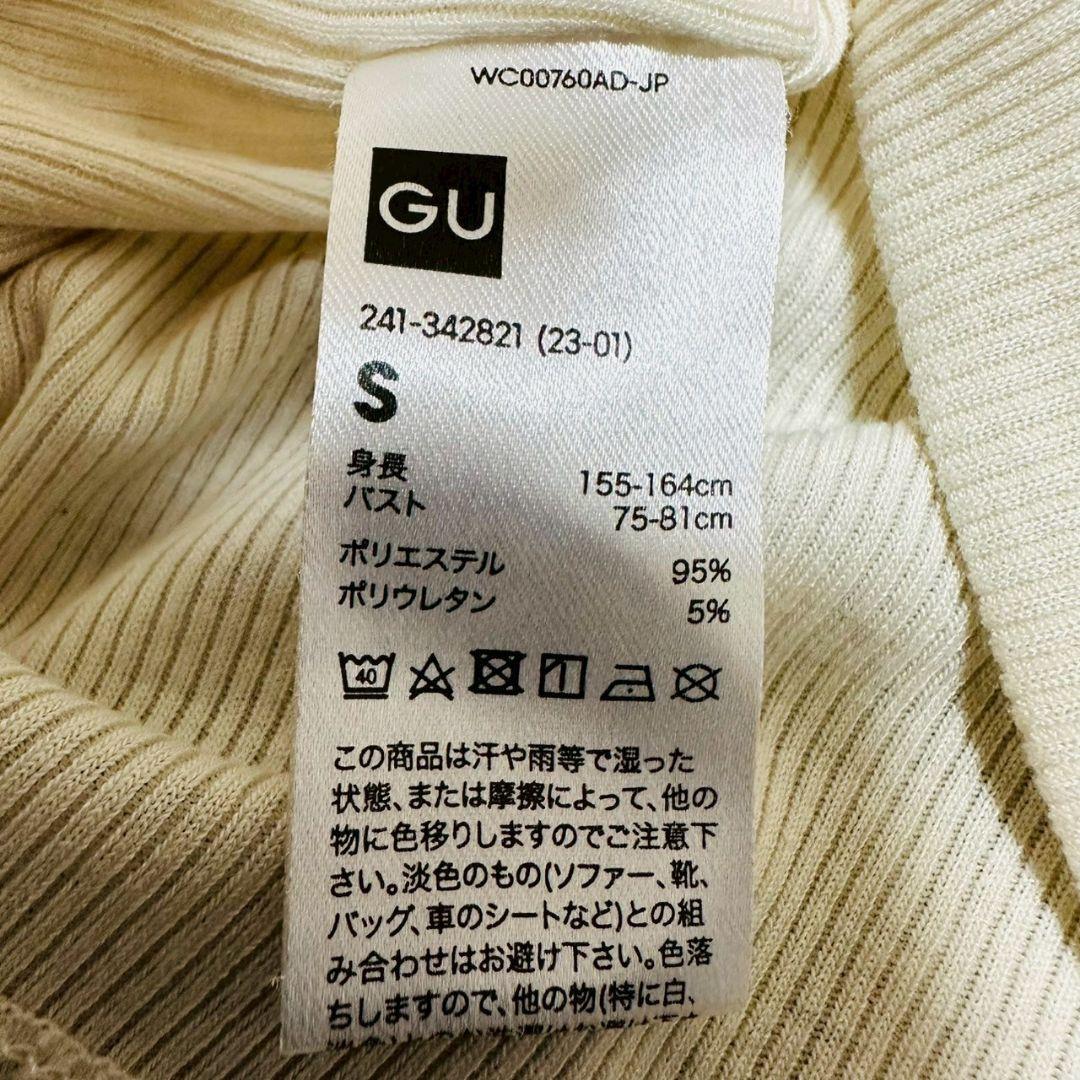 WC00760AD-JP
GU
241-342821 (23-01)
S
身長 155-164cm
バスト 75-81cm
ポリエステル 95%
ポリウレタン 5%
40
この商品は汗や雨等で湿った
状態、または摩擦によって、他の
物に色移りしますのでご注意下
さい。淡色のもの(ソファー、靴、
バッグ、車のシートなど)との組
み合わせはお避け下さい。色落
ちしますので、他の物(特に白、